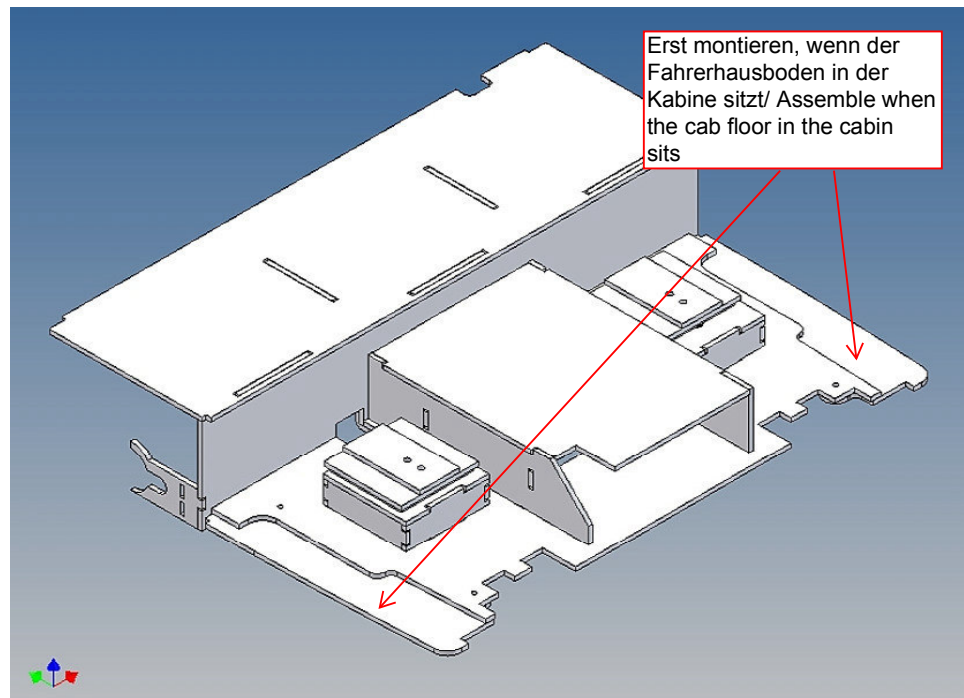 Erst montieren, wenn der
Fahrerhausboden in der
Kabine sitzt/ Assemble when
the cab floor in the cabin
sits